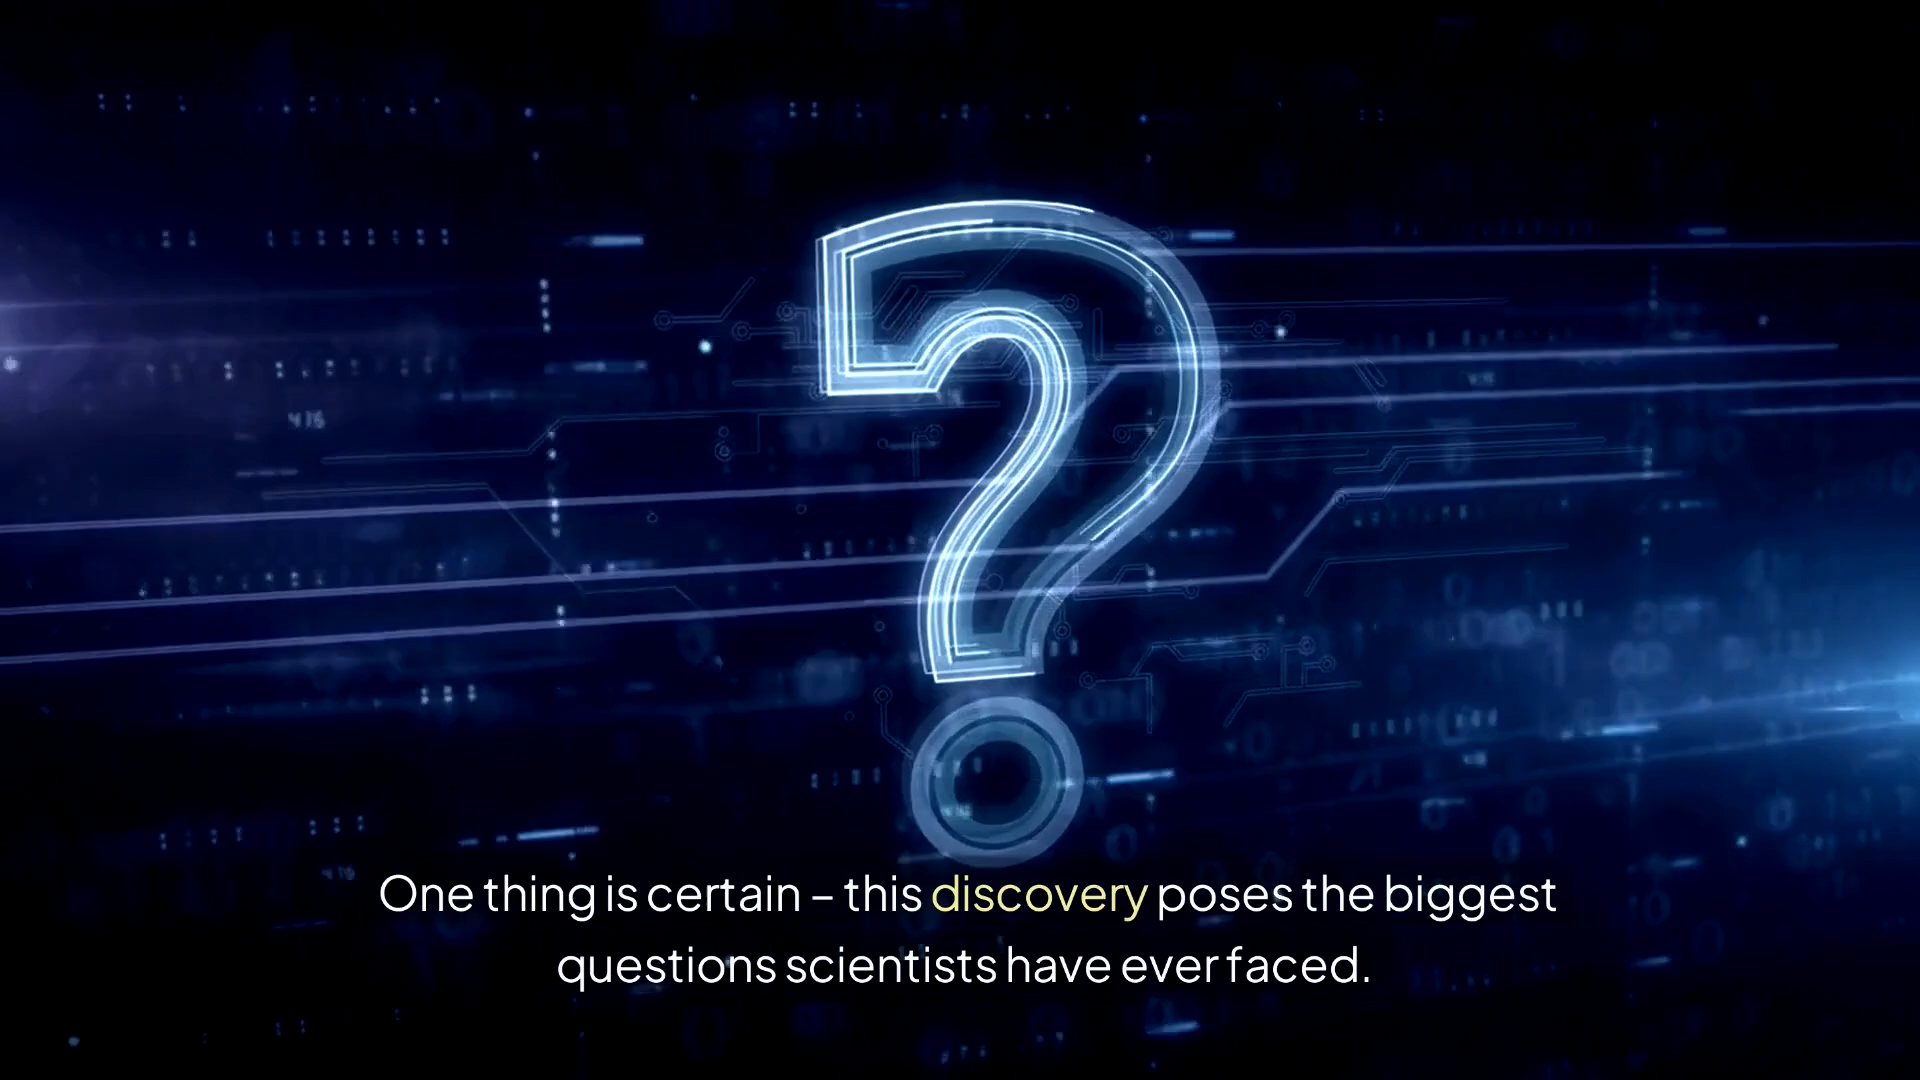 One thing is certain – this discovery poses the biggest
questions scientists have ever faced.